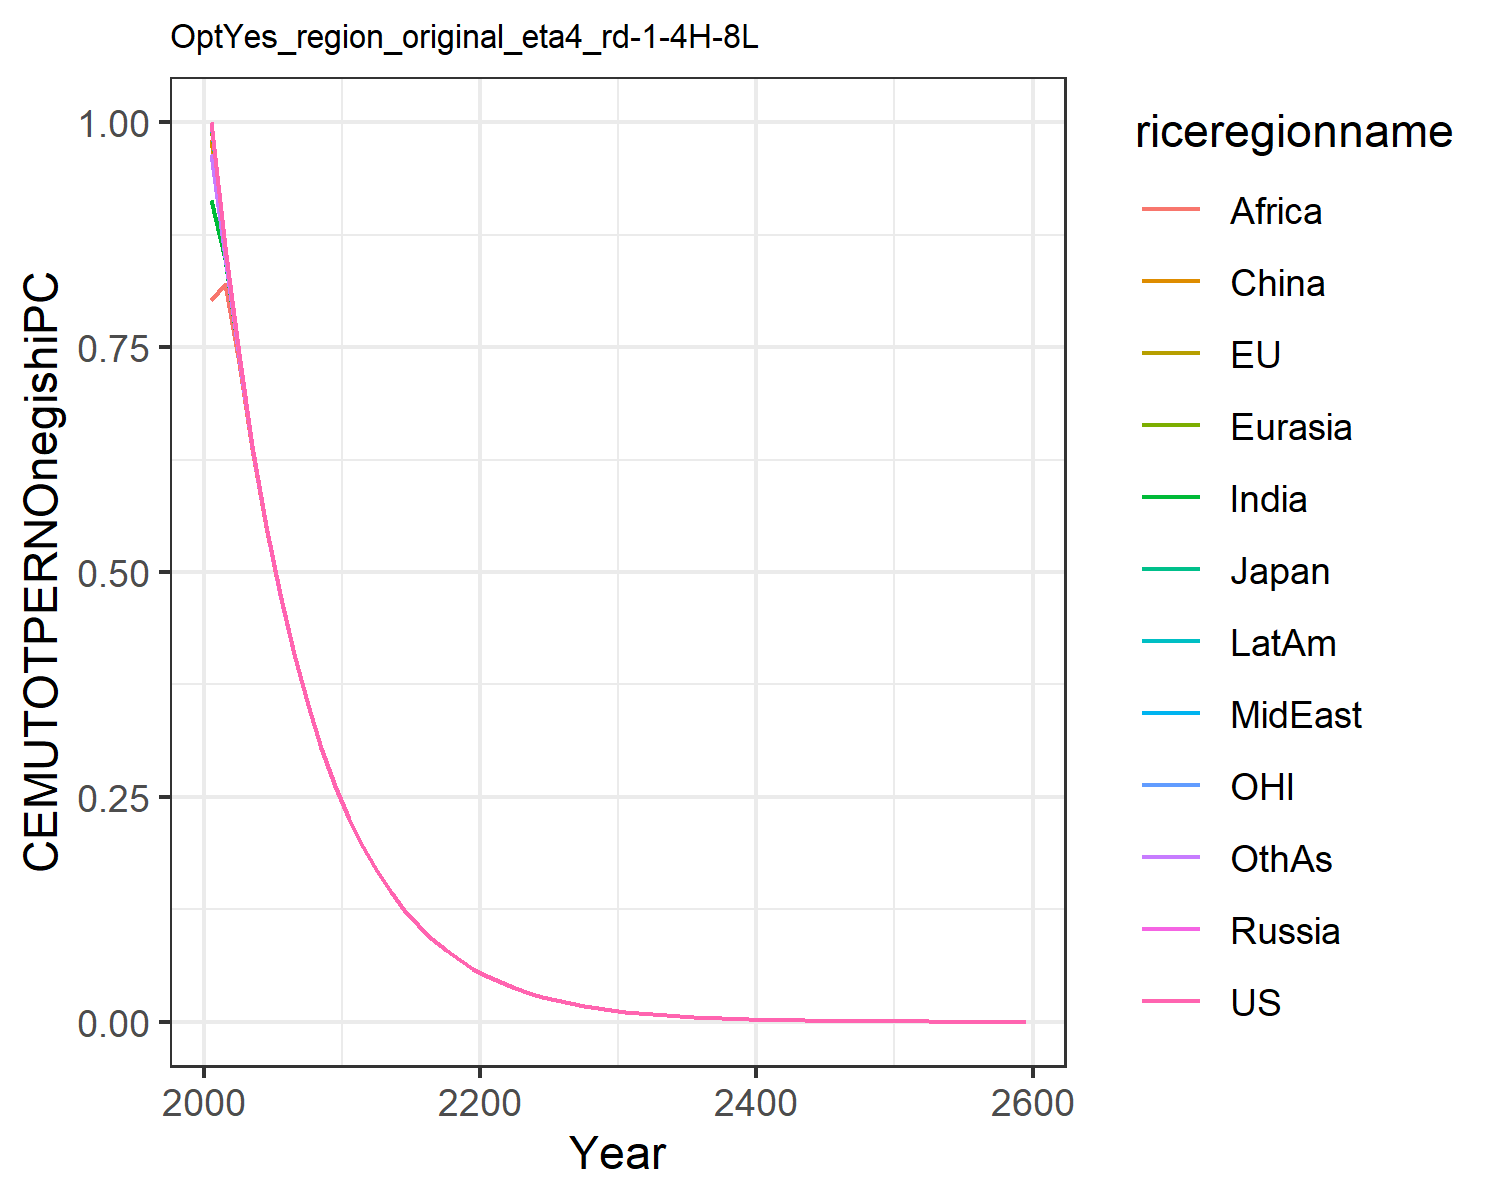 OptYes_region_original_eta4_rd-1-4H-8L
CEMUTOTPERNOnegishiPC
1.00
0.75
0.50
0.25
0.00
2000
2200
2400
2600
Year
riceregionname
Africa
China
EU
Eurasia
India
Japan
LatAm
MidEast
OHI
OthAs
Russia
US